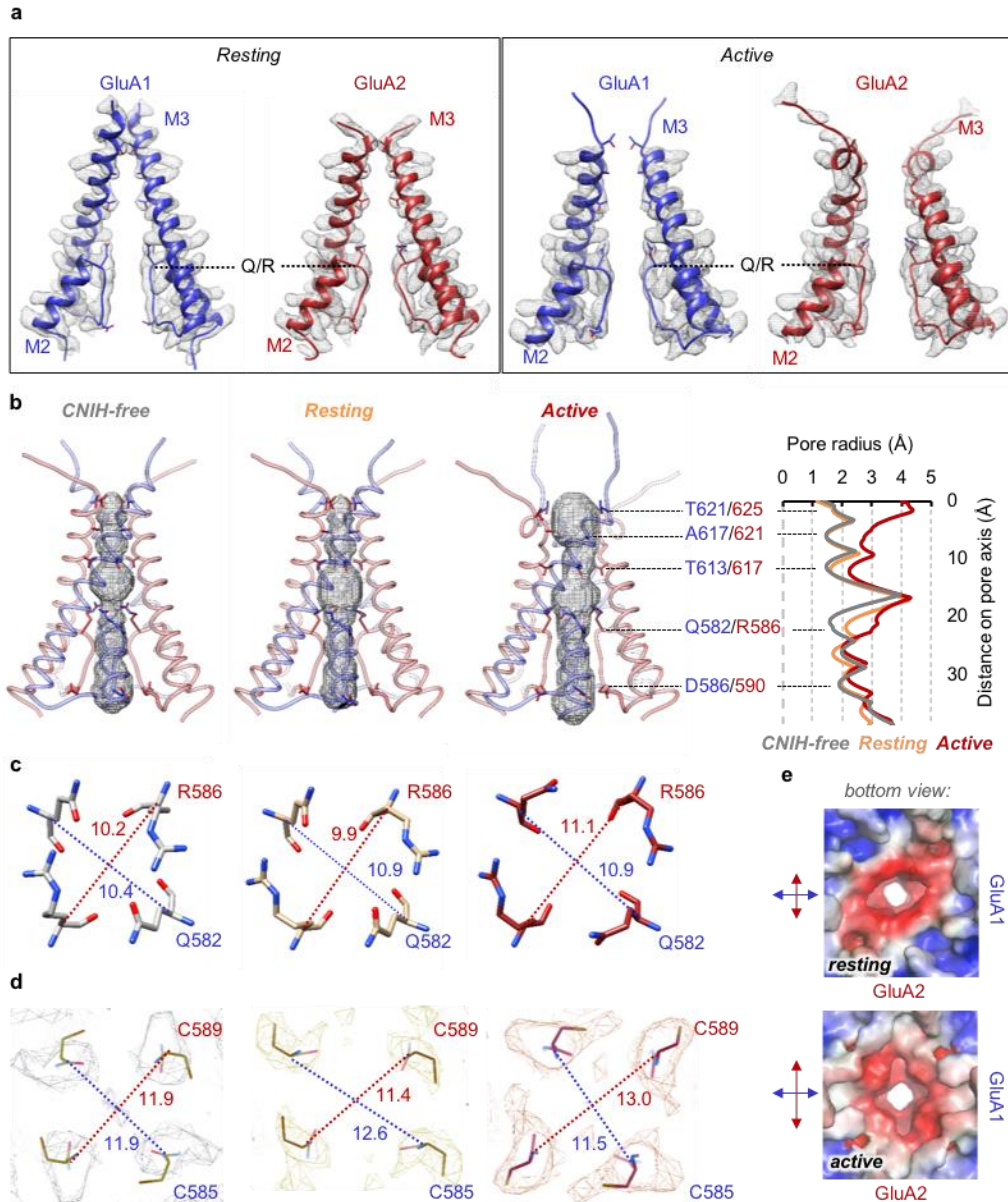 a
Resting
Active
GluA1
GluA2
GluA1
GluA2
M3
M3
M3
M3
Q/R
Q/R
M2
M2
M2
M2
b
CNIH-free
Resting
Active
Pore radius (Å)
0 1 2 3 4 5
T621/625
A617/621
T613/617
Q582/R586
D586/590
0
10
20
30
Distance on pore axis (Å)
CNIH-free Resting Active
c
R586
10.2
10.4
Q582
R586
9.9
10.9
Q582
R586
11.1
10.9
Q582
d
C589
11.9
11.9
C585
C589
11.4
12.6
C585
C589
13.0
11.5
C585
e
bottom view:
GluA1
resting
GluA2
GluA1
active
GluA2